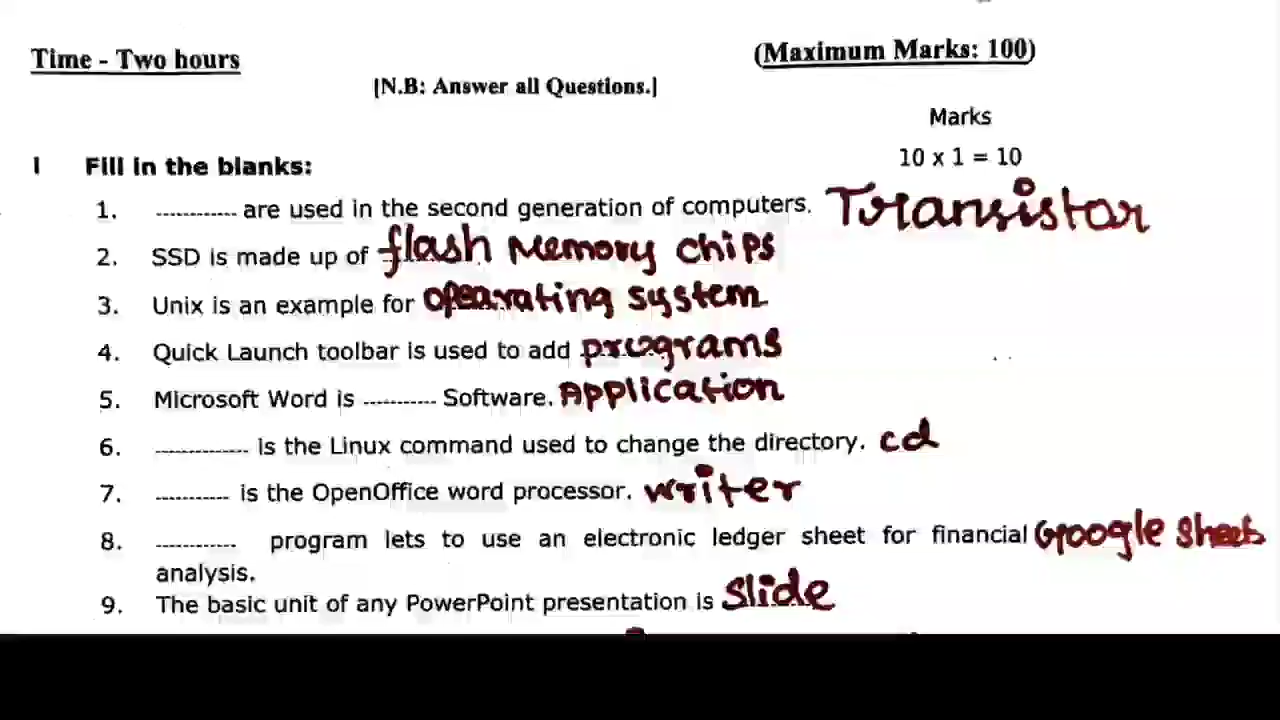 Time - Two hours (Maximum Marks: 100)
[N.B: Answer all Questions.]
Marks
I Fill in the blanks: 10 x 1 = 10
1. ............ are used in the second generation of computers. Transistor
2. SSD is made up of flash Memory chips
3. Unix is an example for operating system
4. Quick Launch toolbar is used to add programs
5. Microsoft Word is ........... Software. Application
6. .............. is the Linux command used to change the directory. cd
7. ........... is the OpenOffice word processor. writer
8. ............ program lets to use an electronic ledger sheet for financial Google sheets
analysis.
9. The basic unit of any PowerPoint presentation is Slide